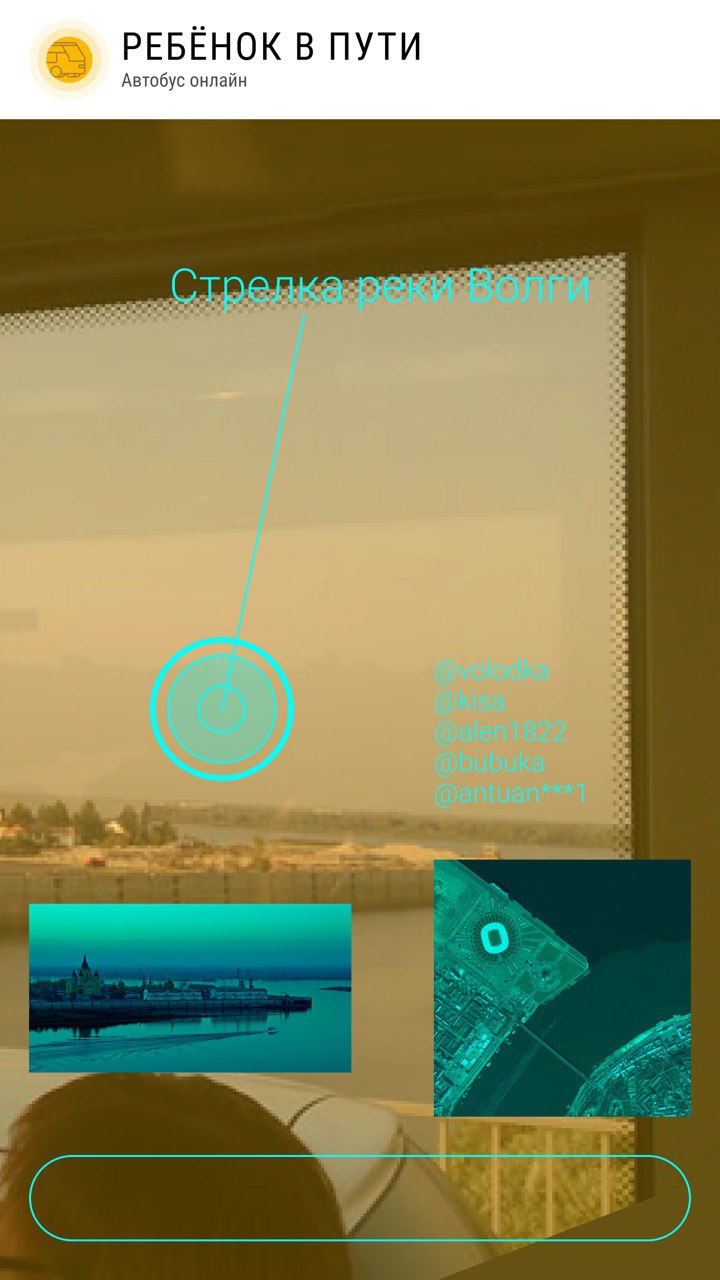 РЕБЁНОК В ПУТИ
Автобус онлайн
Стрелка реки Волги
@volodka
@kisa
@alen1822
@bubuka
@antuan***1